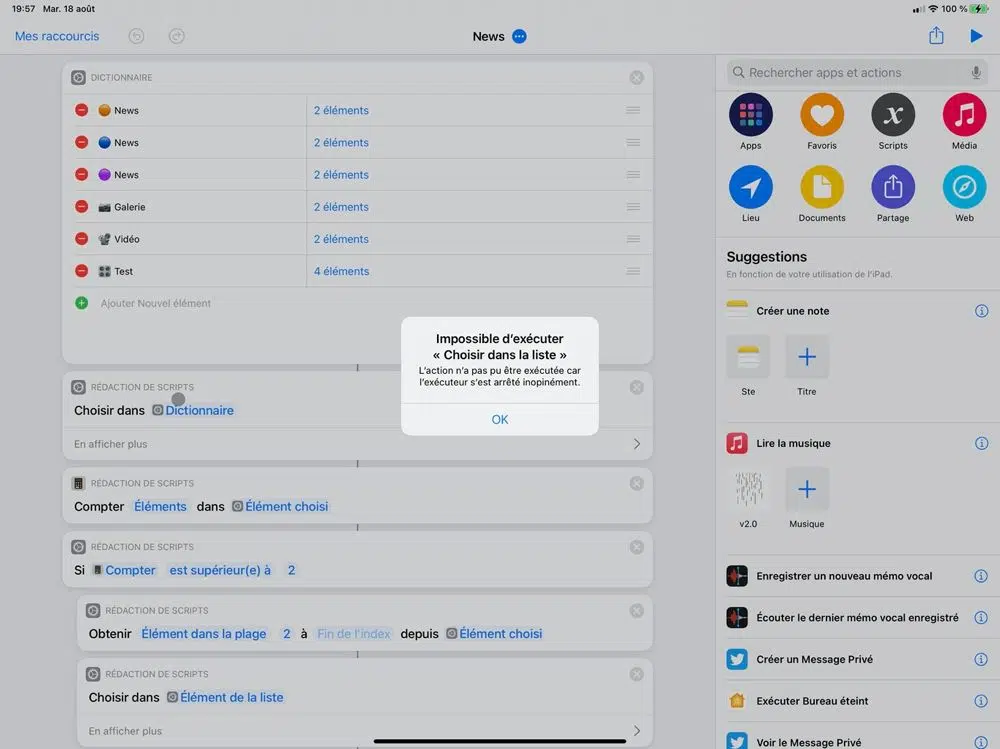 19:57 Mar. 18 août
100 %
Mes raccourcis
News
DICTIONNAIRE
News
2 éléments
News
2 éléments
News
2 éléments
Galerie
2 éléments
Vidéo
2 éléments
Test
4 éléments
Ajouter Nouvel élément
RÉDACTION DE SCRIPTS
Choisir dans Dictionnaire
En afficher plus
RÉDACTION DE SCRIPTS
Compter Éléments dans Élément choisi
RÉDACTION DE SCRIPTS
Si Compter est supérieur(e) à 2
RÉDACTION DE SCRIPTS
Obtenir Élément dans la plage 2 à Fin de l'index depuis Élément choisi
RÉDACTION DE SCRIPTS
Choisir dans Élément de la liste
En afficher plus
Impossible d'exécuter
« Choisir dans la liste »
L'action n'a pas pu être exécutée car
l'exécuteur s'est arrêté inopinément.
OK
Rechercher apps et actions
Apps
Favoris
Scripts
Média
Lieu
Documents
Partage
Web
Suggestions
En fonction de votre utilisation de l'iPad.
Créer une note
Ste
Titre
Lire la musique
v2.0
Musique
Enregistrer un nouveau mémo vocal
Écouter le dernier mémo vocal enregistré
Créer un Message Privé
Exécuter Bureau éteint
Voir le Message Privé